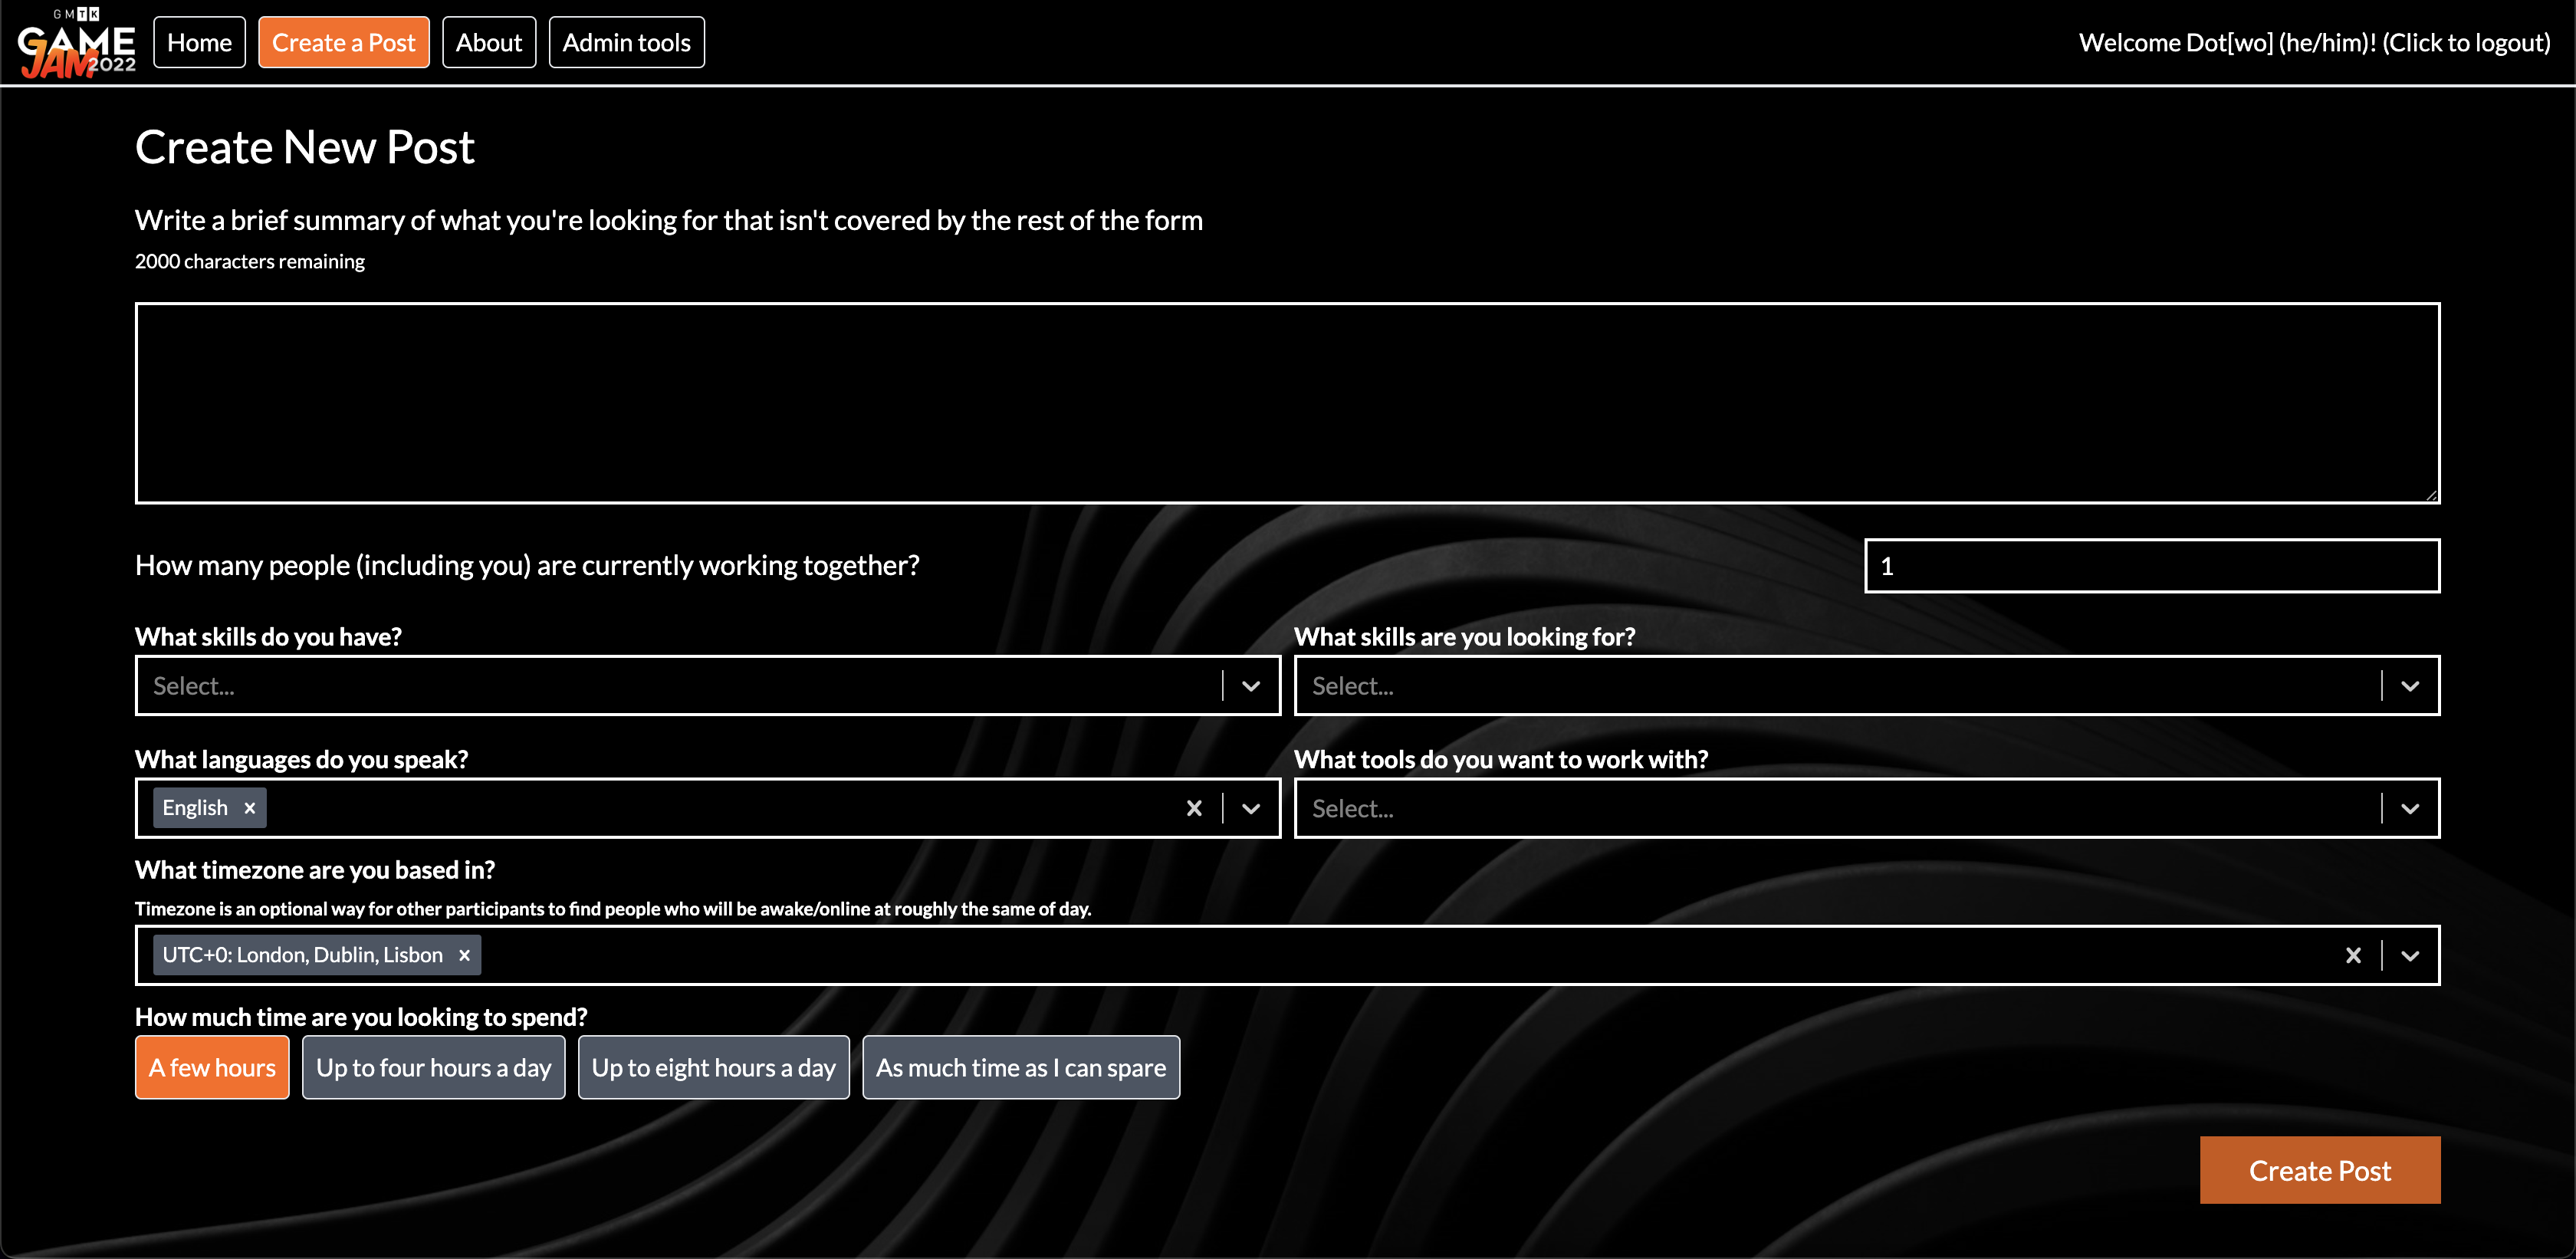 GMTK
GAME
JAM 2022
Home
Create a Post
About
Admin tools
Welcome Dot[wo] (he/him)! (Click to logout)
Create New Post
Write a brief summary of what you're looking for that isn't covered by the rest of the form
2000 characters remaining
How many people (including you) are currently working together?
1
What skills do you have?
Select...
What skills are you looking for?
Select...
What languages do you speak?
English
What tools do you want to work with?
Select...
What timezone are you based in?
Timezone is an optional way for other participants to find people who will be awake/online at roughly the same of day.
UTC+0: London, Dublin, Lisbon
How much time are you looking to spend?
A few hours
Up to four hours a day
Up to eight hours a day
As much time as I can spare
Create Post